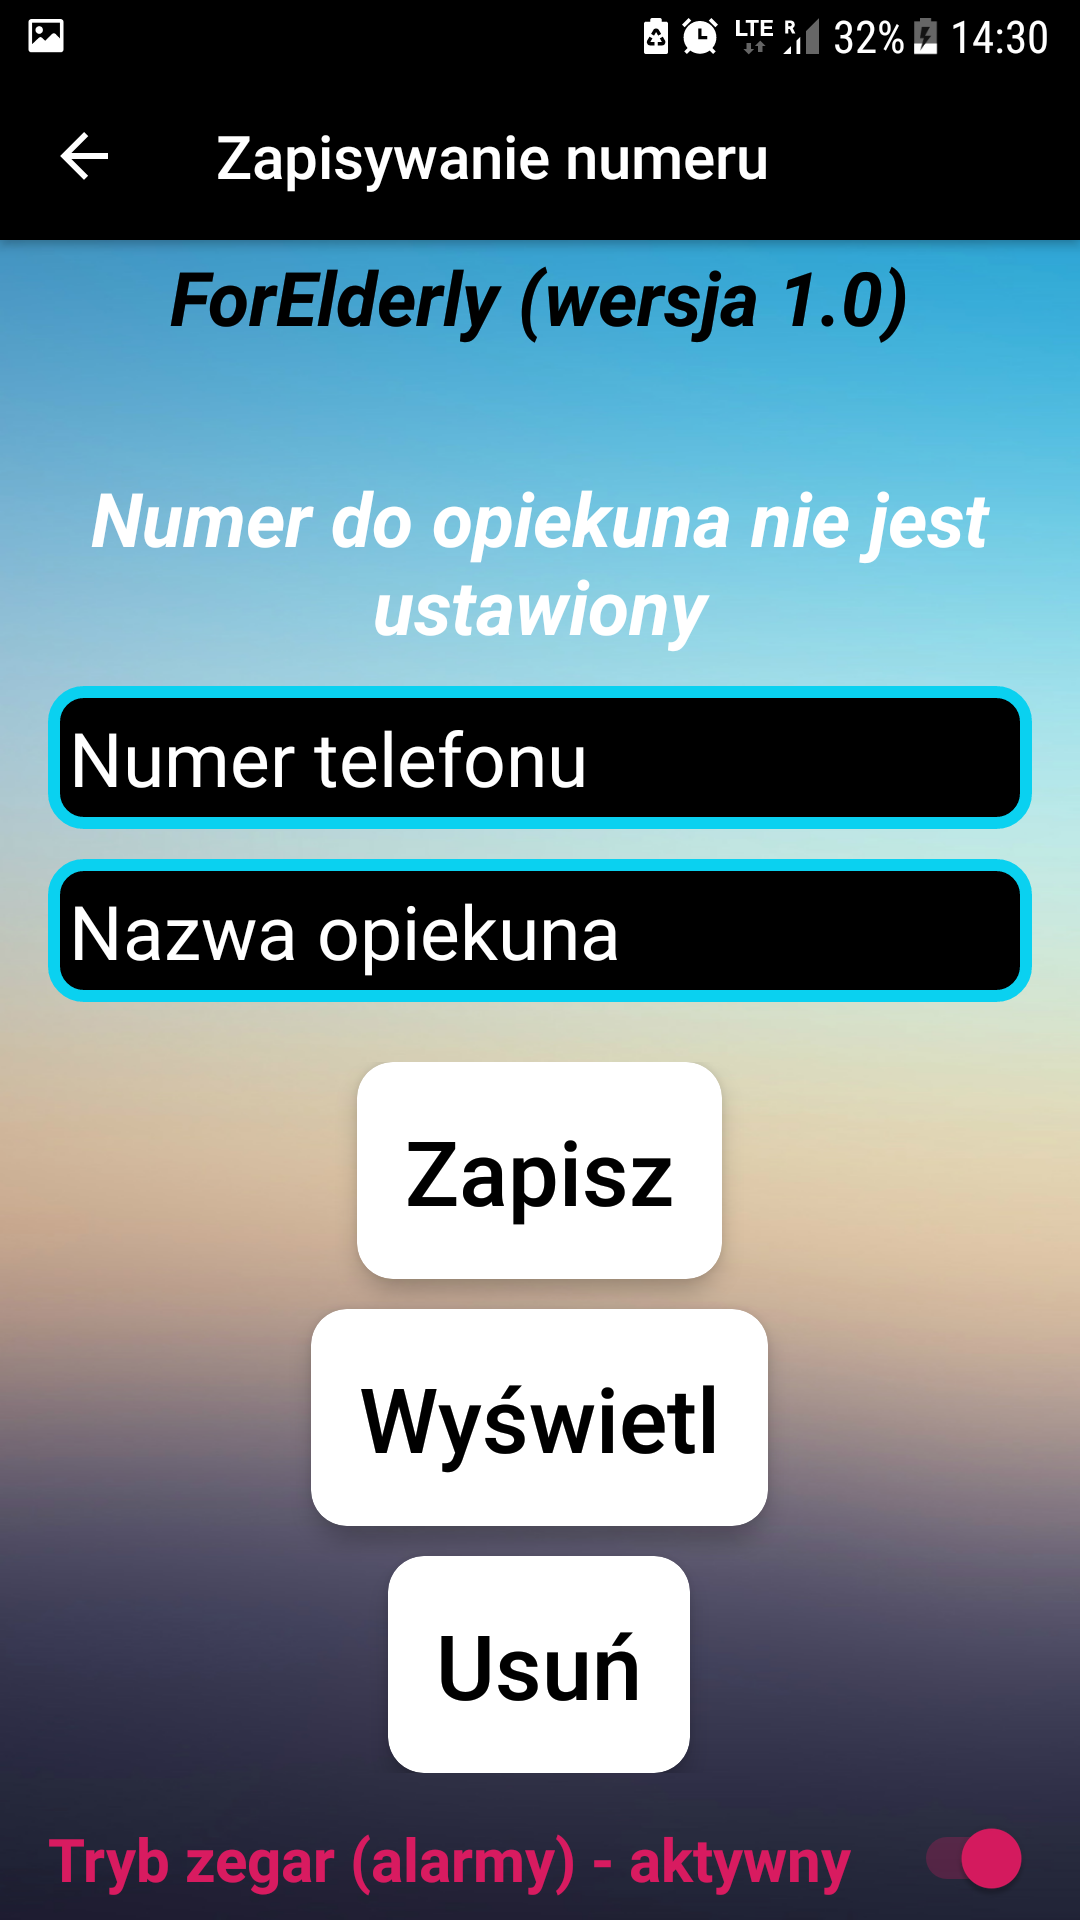 LTE R 32% 14:30
Zapisywanie numeru
ForElderly (wersja 1.0)
Numer do opiekuna nie jest
ustawiony
Numer telefonu
Nazwa opiekuna
Zapisz
Wyświetl
Usuń
Tryb zegar (alarmy) - aktywny